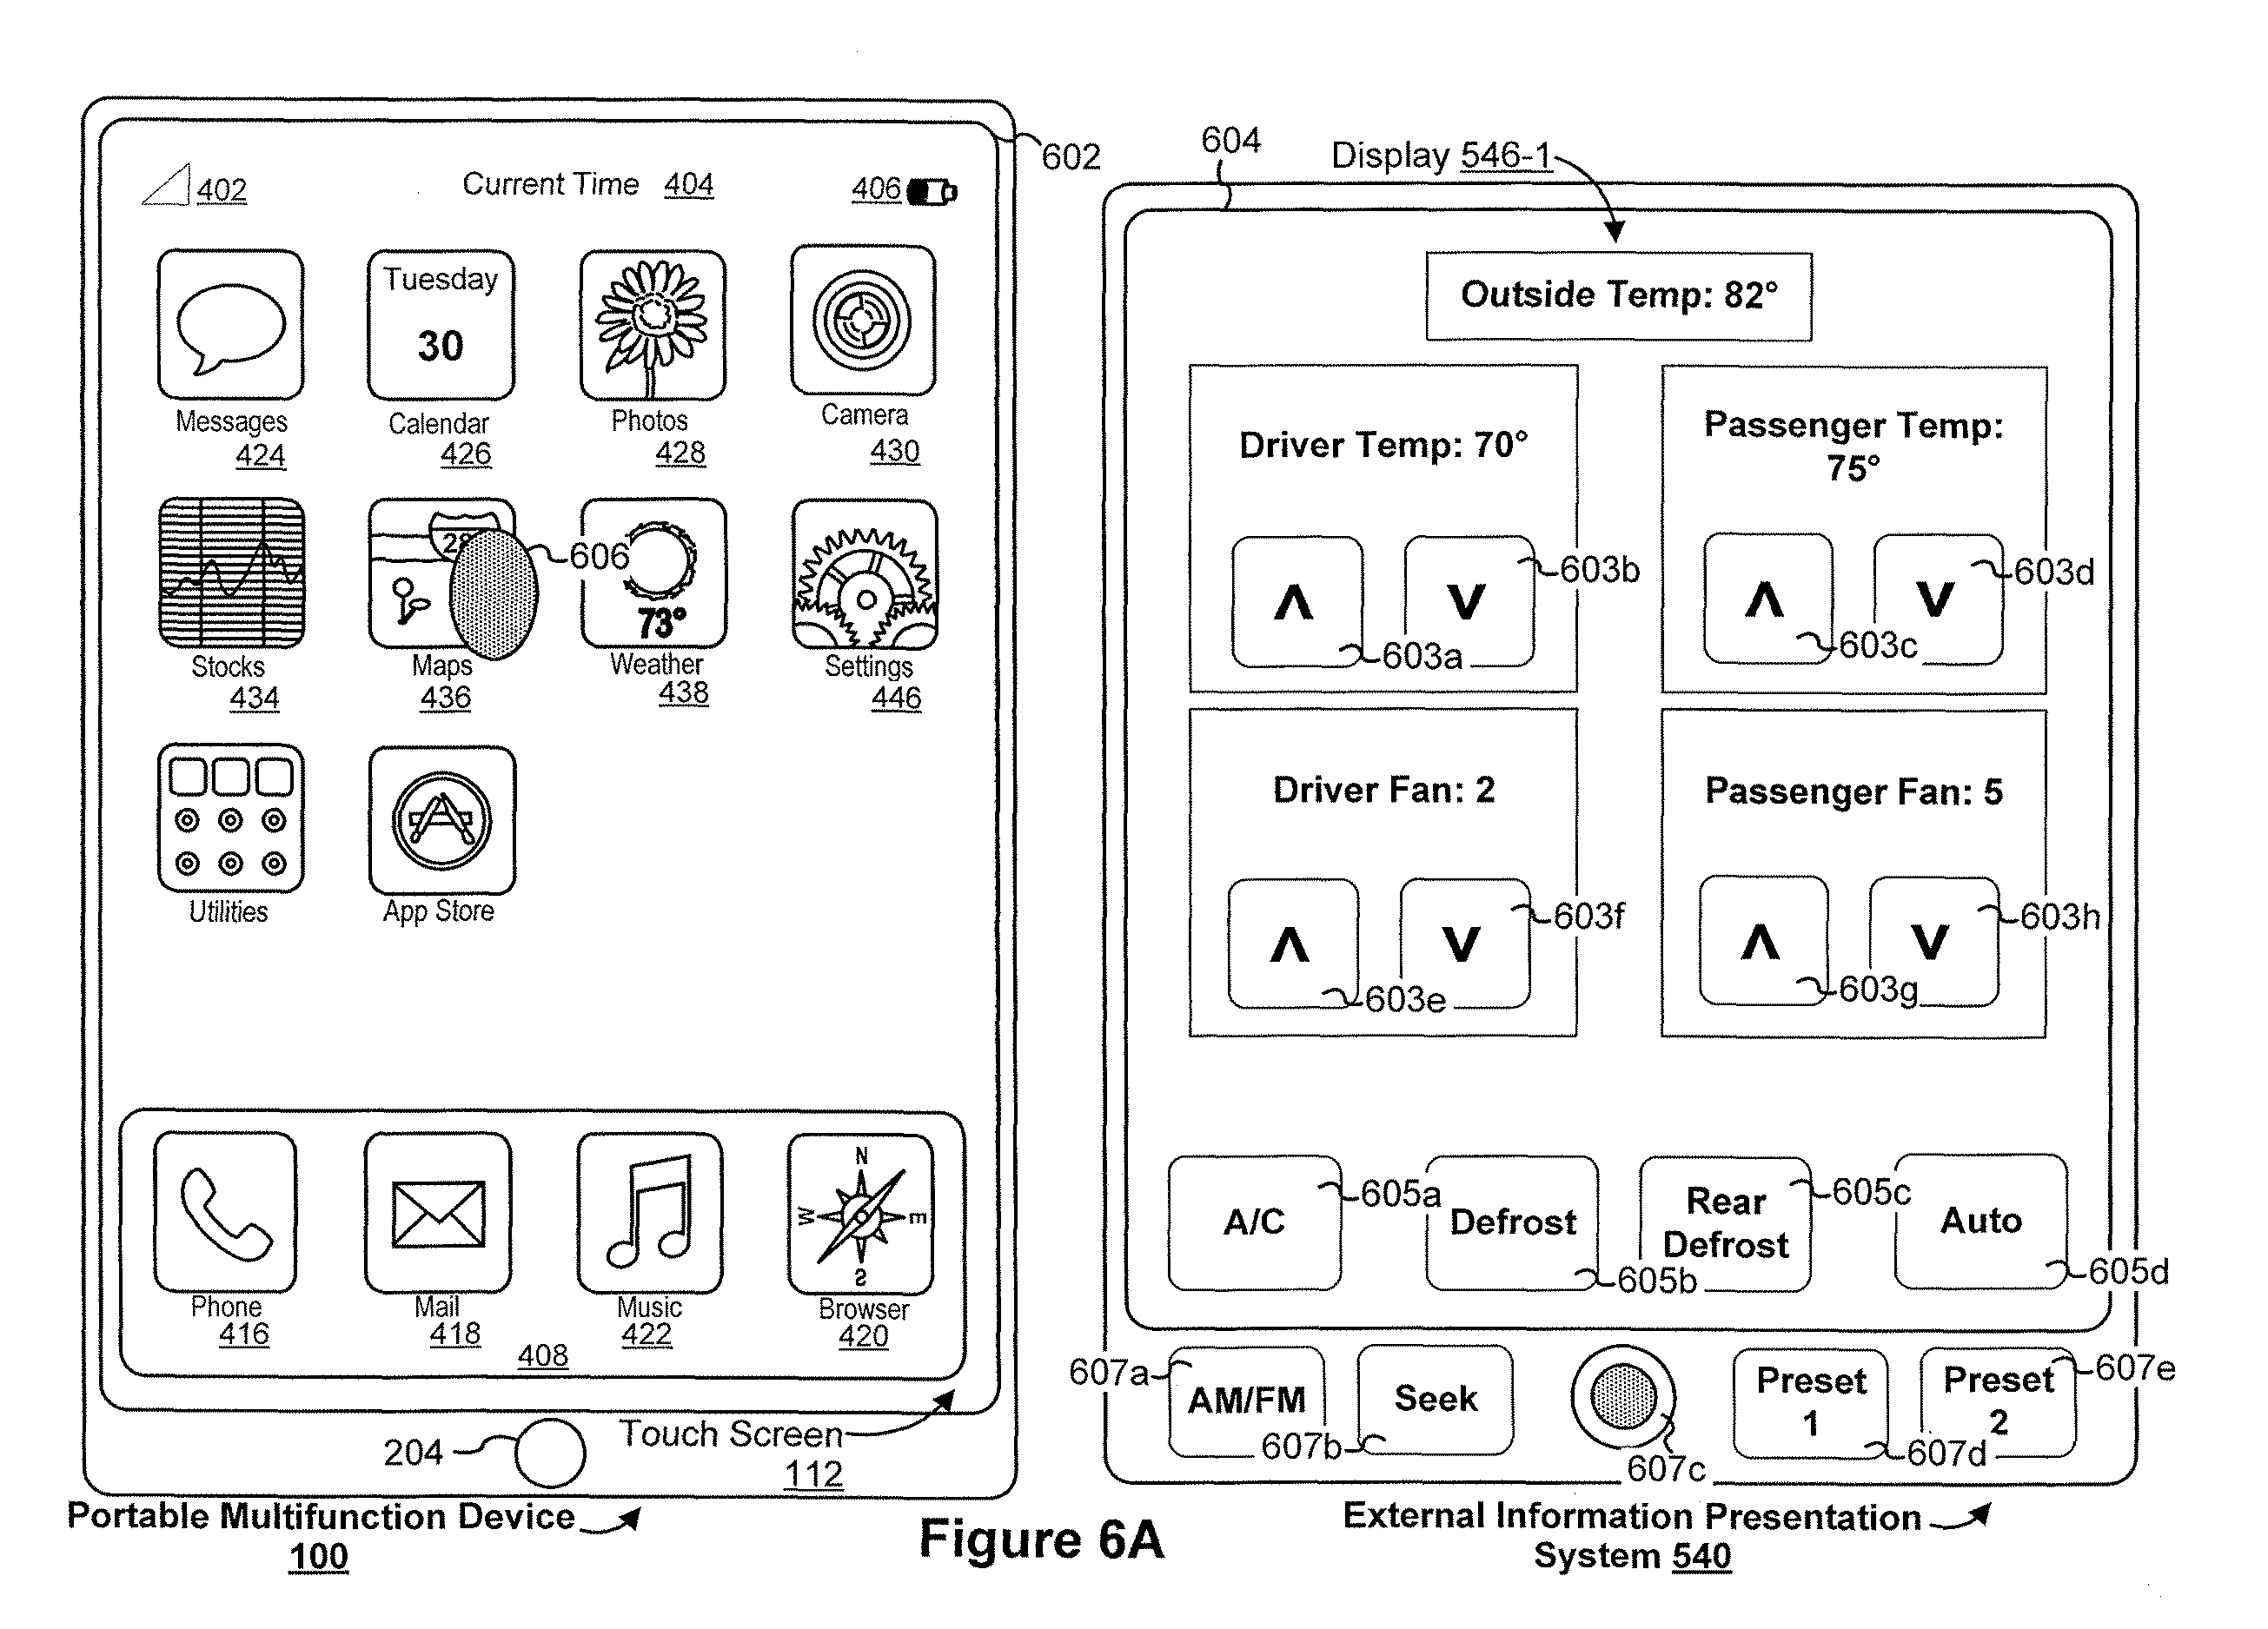 602
604
Display 546-1
402
Current Time 404
406
Outside Temp: 82°
Tuesday
30
Messages
424
Calendar
426
Photos
428
Camera
430
Driver Temp: 70°
Passenger Temp:
75°
28
606
73°
Stocks
434
Maps
436
Weather
438
Settings
446
Λ
V
603b
603a
Λ
V
603d
603c
Driver Fan: 2
Passenger Fan: 5
Utilities
App Store
Λ
V
603f
603e
Λ
V
603h
603g
N
W
E
S
Phone
416
Mail
418
Music
422
Browser
420
408
A/C
605a
Defrost
605b
Rear
Defrost
605c
Auto
605d
607a
AM/FM
607b
Seek
607c
Preset
1
607d
Preset
2
607e
204
Touch Screen
112
Portable Multifunction Device
100
External Information Presentation
System 540
Figure 6A